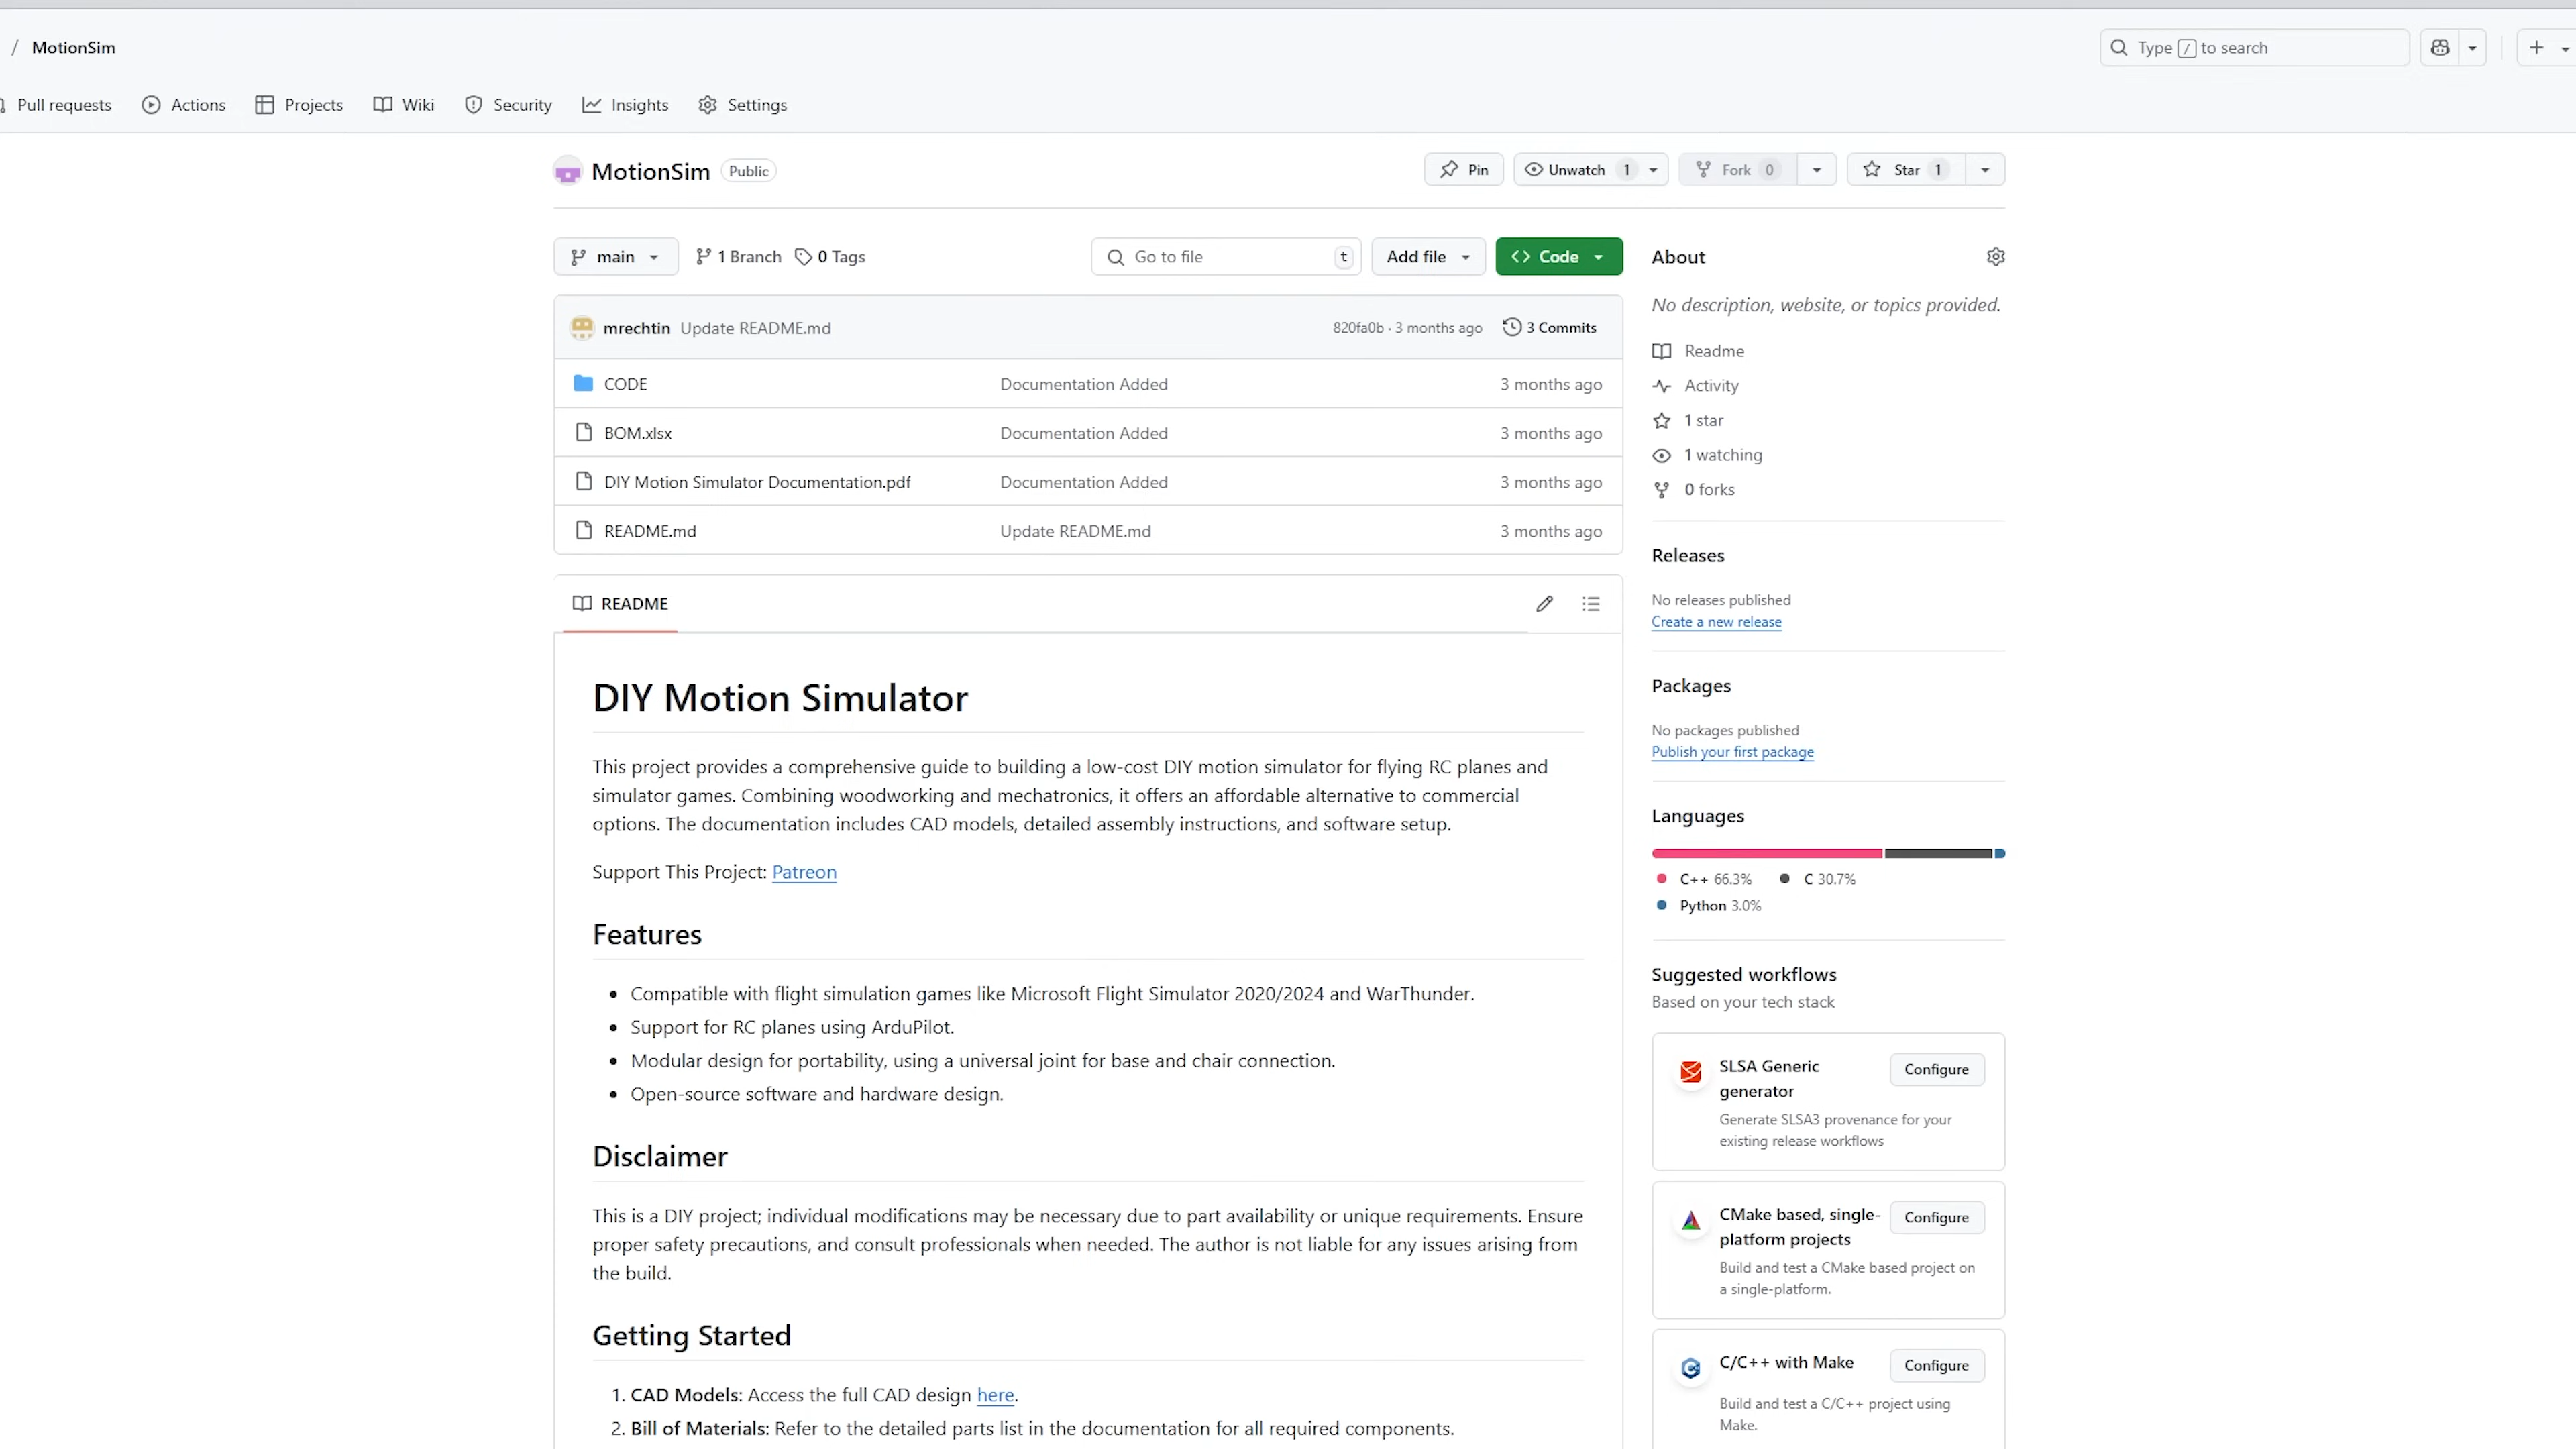 / MotionSim
Type / to search
Pull requests Actions Projects Wiki Security Insights Settings
MotionSim Public
Pin Unwatch 1 Fork 0 Star 1
main 1 Branch 0 Tags Go to file t Add file Code
mrechtin Update README.md 820fa0b · 3 months ago 3 Commits
CODE Documentation Added 3 months ago
BOM.xlsx Documentation Added 3 months ago
DIY Motion Simulator Documentation.pdf Documentation Added 3 months ago
README.md Update README.md 3 months ago
README
DIY Motion Simulator
This project provides a comprehensive guide to building a low-cost DIY motion simulator for flying RC planes and
simulator games. Combining woodworking and mechatronics, it offers an affordable alternative to commercial
options. The documentation includes CAD models, detailed assembly instructions, and software setup.
Support This Project: Patreon
Features
Compatible with flight simulation games like Microsoft Flight Simulator 2020/2024 and WarThunder.
Support for RC planes using ArduPilot.
Modular design for portability, using a universal joint for base and chair connection.
Open-source software and hardware design.
Disclaimer
This is a DIY project; individual modifications may be necessary due to part availability or unique requirements. Ensure
proper safety precautions, and consult professionals when needed. The author is not liable for any issues arising from
the build.
Getting Started
1. CAD Models: Access the full CAD design here.
2. Bill of Materials: Refer to the detailed parts list in the documentation for all required components.
About
No description, website, or topics provided.
Readme
Activity
1 star
1 watching
0 forks
Releases
No releases published
Create a new release
Packages
No packages published
Publish your first package
Languages
C++ 66.3% C 30.7%
Python 3.0%
Suggested workflows
Based on your tech stack
SLSA Generic
generator
Configure
Generate SLSA3 provenance for your
existing release workflows
CMake based, single-
platform projects
Configure
Build and test a CMake based project on
a single-platform.
C/C++ with Make
Configure
Build and test a C/C++ project using
Make.